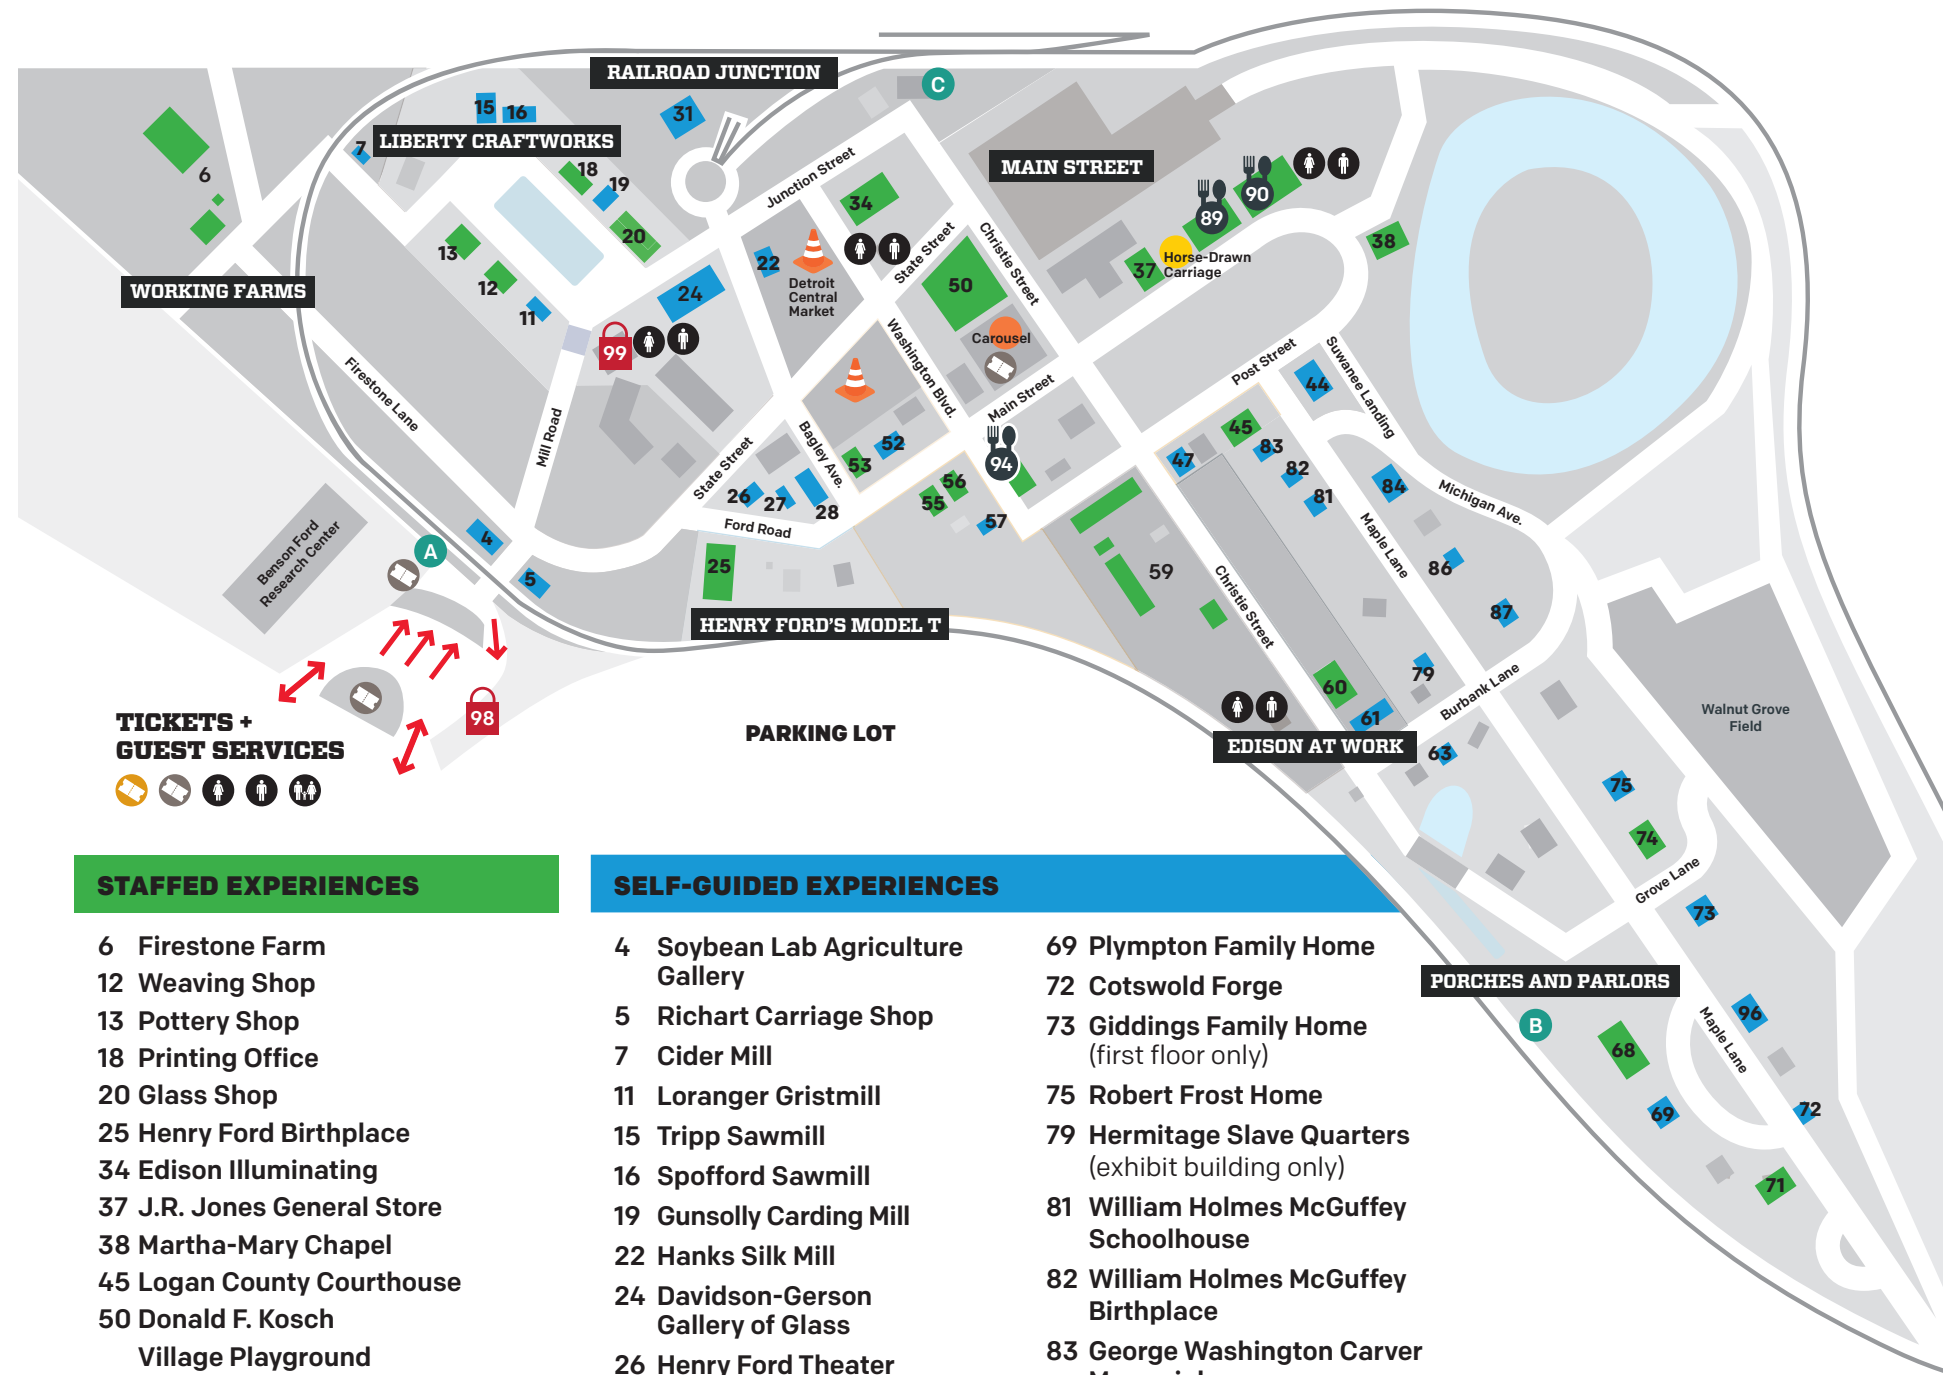 RAILROAD JUNCTION
C
15
16
31
LIBERTY CRAFTWORKS
7
MAIN STREET
6
18
19
Junction Street
34
90
89
20
13
State Street
Christie Street
38
22
Horse-Drawn
Carriage
37
WORKING FARMS
12
24
Detroit
Central
Market
50
11
Carousel
99
Washington Blvd.
Main Street
Post Street
Suwanee Landing
44
Firestone Lane
Mill Road
State Street
Bagley Ave.
53
52
94
45
83
47
82
81
84
Michigan Ave.
26
27
28
56
55
57
Ford Road
Maple Lane
4
A
Benson Ford
Research Center
5
25
59
86
Christie Street
87
HENRY FORD'S MODEL T
79
60
61
Burbank Lane
98
Walnut Grove
Field
TICKETS +
GUEST SERVICES
PARKING LOT
EDISON AT WORK
63
75
74
Grove Lane
73
PORCHES AND PARLORS
B
96
68
Maple Lane
69
72
71
STAFFED EXPERIENCES
6 Firestone Farm
12 Weaving Shop
13 Pottery Shop
18 Printing Office
20 Glass Shop
25 Henry Ford Birthplace
34 Edison Illuminating
37 J.R. Jones General Store
38 Martha-Mary Chapel
45 Logan County Courthouse
50 Donald F. Kosch
Village Playground
SELF-GUIDED EXPERIENCES
4 Soybean Lab Agriculture
Gallery
5 Richart Carriage Shop
7 Cider Mill
11 Loranger Gristmill
15 Tripp Sawmill
16 Spofford Sawmill
19 Gunsolly Carding Mill
22 Hanks Silk Mill
24 Davidson-Gerson
Gallery of Glass
26 Henry Ford Theater
69 Plympton Family Home
72 Cotswold Forge
73 Giddings Family Home
(first floor only)
75 Robert Frost Home
79 Hermitage Slave Quarters
(exhibit building only)
81 William Holmes McGuffey
Schoolhouse
82 William Holmes McGuffey
Birthplace
83 George Washington Carver